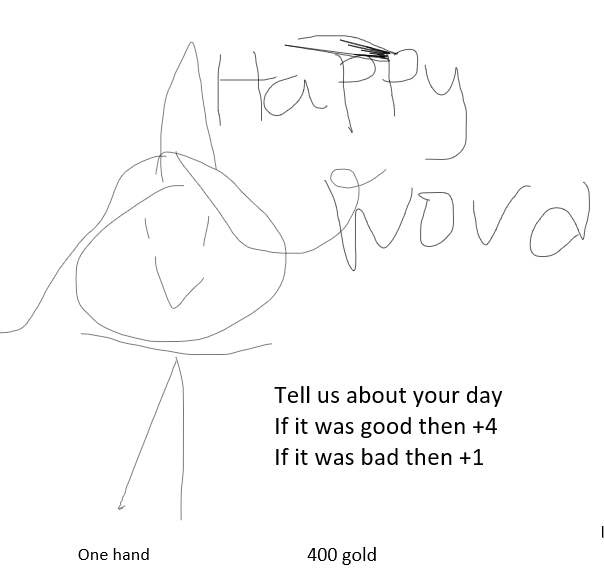 Happy
Nova
Tell us about your day
If it was good then +4
If it was bad then +1
One hand
400 gold